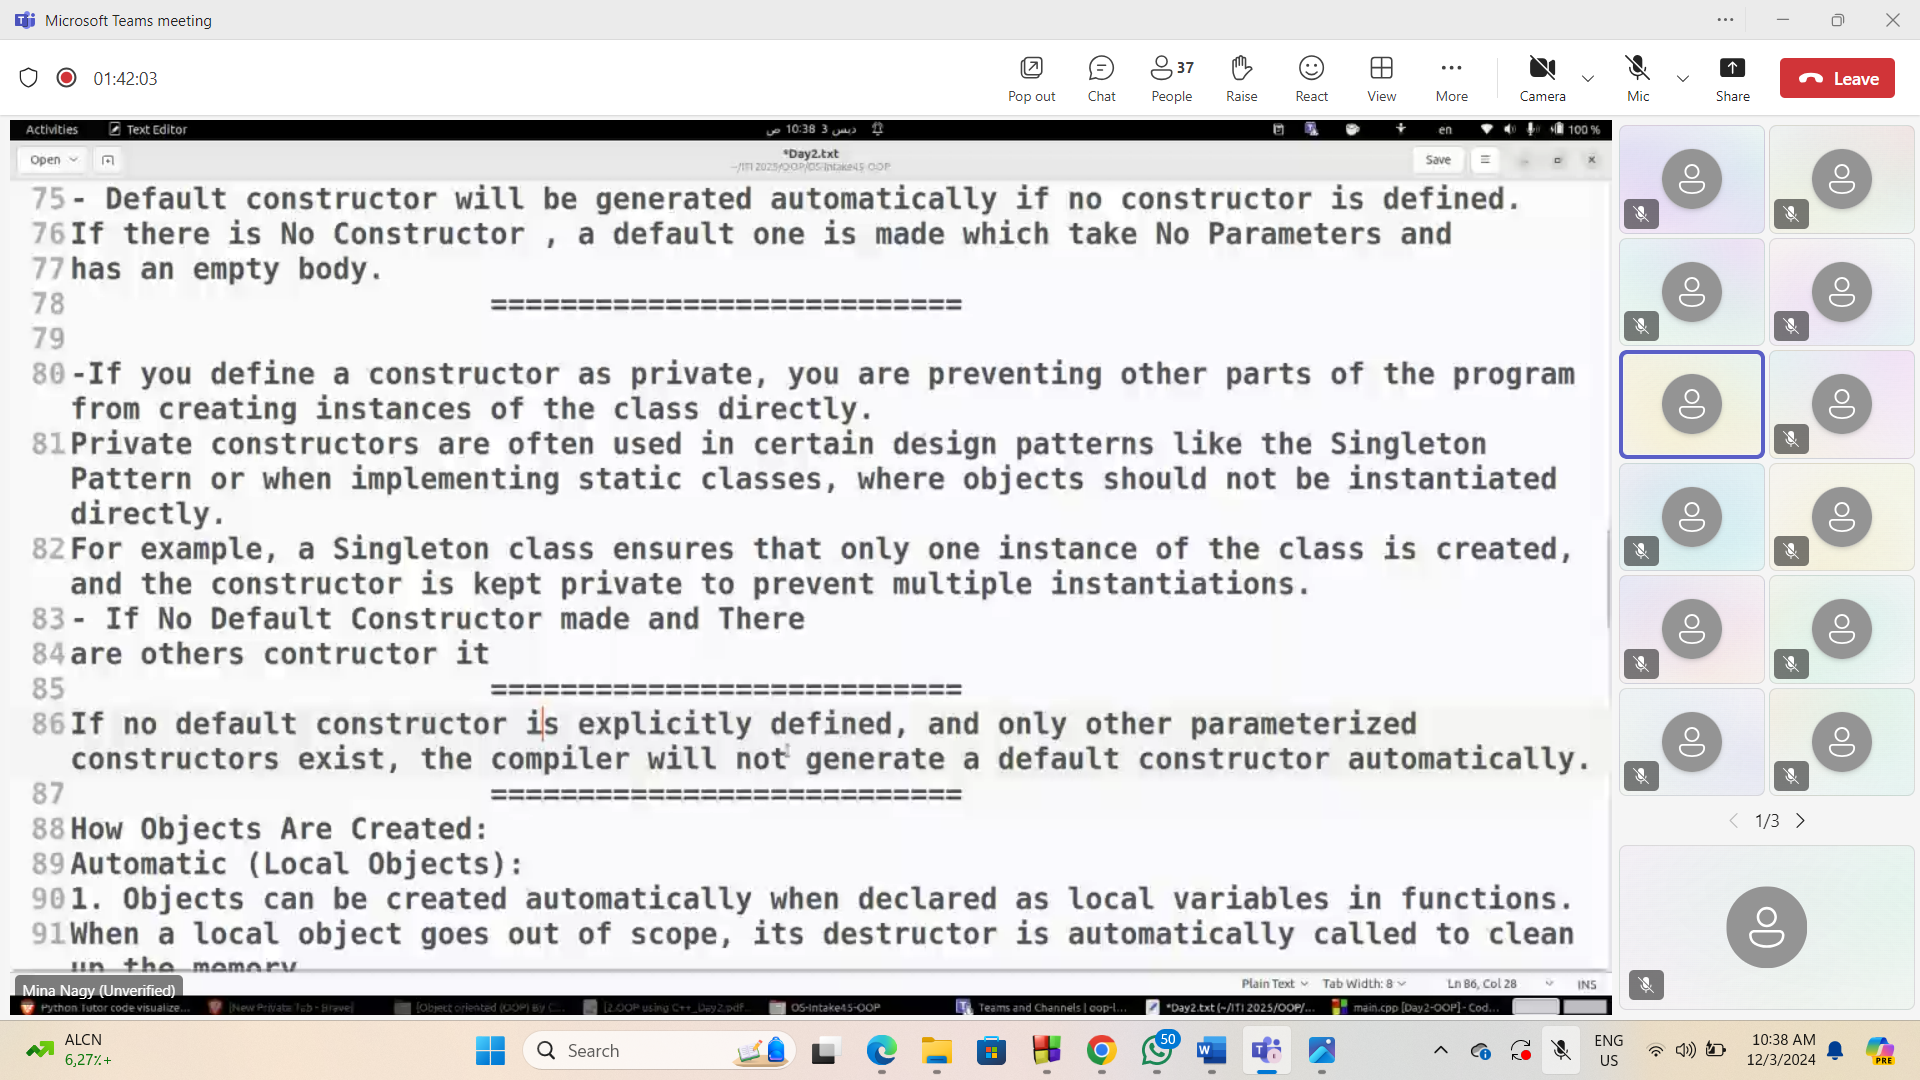 Microsoft Teams meeting
01:42:03
Pop out
Chat
37
People
Raise
React
View
More
Camera
Mic
Share
Leave
Activities
Text Editor
ديس 3 10:38 ص
en
100 %
Open
*Day2.txt
~/ITI 2025/OOP/OS-Intake45-OOP
Save
75 - Default constructor will be generated automatically if no constructor is defined.
76 If there is No Constructor , a default one is made which take No Parameters and
77 has an empty body.
78 ===========================
79
80 -If you define a constructor as private, you are preventing other parts of the program
from creating instances of the class directly.
81 Private constructors are often used in certain design patterns like the Singleton
Pattern or when implementing static classes, where objects should not be instantiated
directly.
82 For example, a Singleton class ensures that only one instance of the class is created,
and the constructor is kept private to prevent multiple instantiations.
83 - If No Default Constructor made and There
84 are others contructor it
85 ===========================
86 If no default constructor is explicitly defined, and only other parameterized
constructors exist, the compiler will not generate a default constructor automatically.
87 ===========================
88 How Objects Are Created:
89 Automatic (Local Objects):
90 1. Objects can be created automatically when declared as local variables in functions.
91 When a local object goes out of scope, its destructor is automatically called to clean
up the memory
Plain Text
Tab Width: 8
Ln 86, Col 28
INS
Mina Nagy (Unverified)
Python Tutor code visualize...
(New Private Tab - Brave)
(Object oriented (OOP) By C...
2.OOP using C++_Day2.pdf
OS-Intake45-OOP
Teams and Channels | oop-l...
*Day2.txt (~/ITI 2025/OOP/...
main.cpp [Day2-OOP] - Cod...
1/3
ALCN
6,27٪+
Search
50
PRE
ENG
US
10:38 AM
12/3/2024